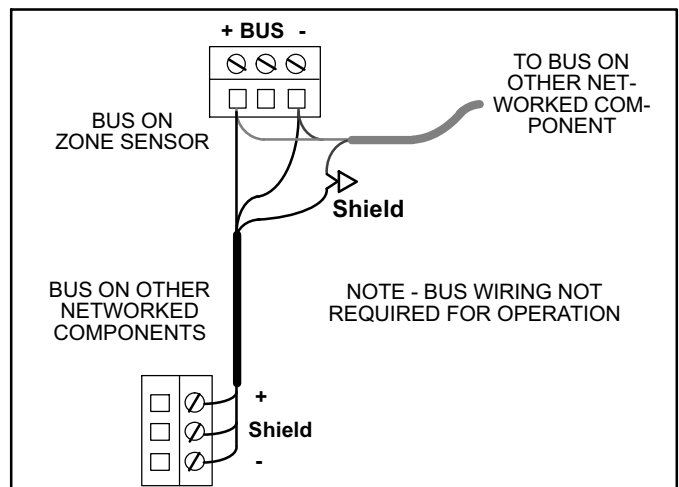 + BUS -
TO BUS ON
OTHER NET-
WORKED COM-
PONENT
BUS ON
ZONE SENSOR
Shield
BUS ON OTHER
NETWORKED
COMPONENTS
NOTE - BUS WIRING NOT
REQUIRED FOR OPERATION
+
Shield
-